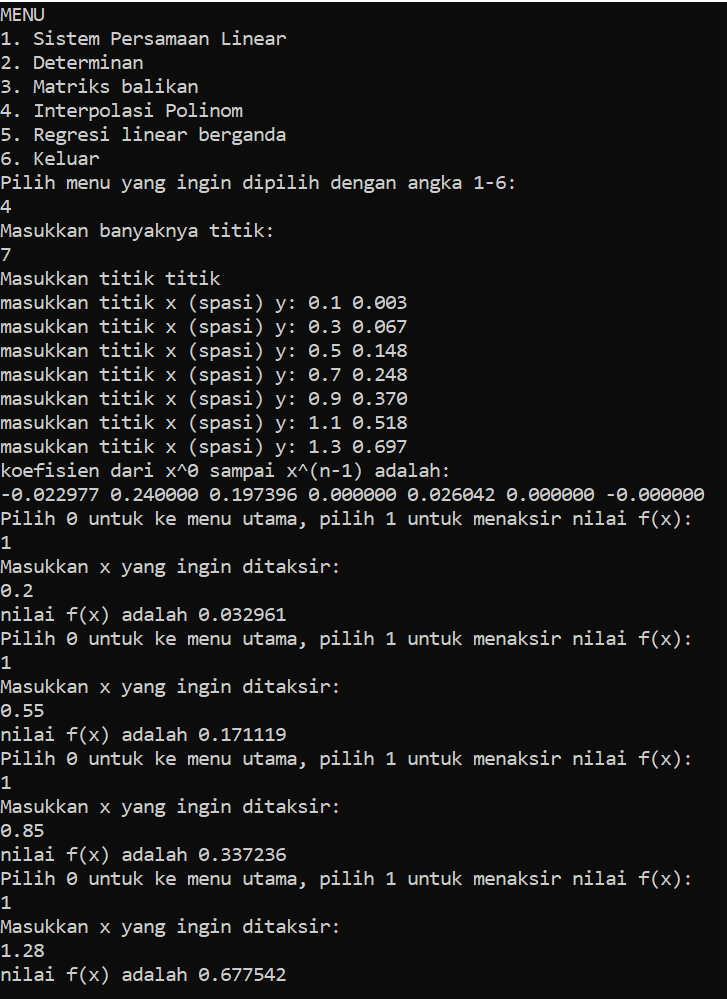 MENU
1. Sistem Persamaan Linear
2. Determinan
3. Matriks balikan
4. Interpolasi Polinom
5. Regresi linear berganda
6. Keluar
Pilih menu yang ingin dipilih dengan angka 1-6:
4
Masukkan banyaknya titik:
7
Masukkan titik titik
masukkan titik x (spasi) y: 0.1 0.003
masukkan titik x (spasi) y: 0.3 0.067
masukkan titik x (spasi) y: 0.5 0.148
masukkan titik x (spasi) y: 0.7 0.248
masukkan titik x (spasi) y: 0.9 0.370
masukkan titik x (spasi) y: 1.1 0.518
masukkan titik x (spasi) y: 1.3 0.697
koefisien dari x^0 sampai x^(n-1) adalah:
-0.022977 0.240000 0.197396 0.000000 0.026042 0.000000 -0.000000
Pilih 0 untuk ke menu utama, pilih 1 untuk menaksir nilai f(x):
1
Masukkan x yang ingin ditaksir:
0.2
nilai f(x) adalah 0.032961
Pilih 0 untuk ke menu utama, pilih 1 untuk menaksir nilai f(x):
1
Masukkan x yang ingin ditaksir:
0.55
nilai f(x) adalah 0.171119
Pilih 0 untuk ke menu utama, pilih 1 untuk menaksir nilai f(x):
1
Masukkan x yang ingin ditaksir:
0.85
nilai f(x) adalah 0.337236
Pilih 0 untuk ke menu utama, pilih 1 untuk menaksir nilai f(x):
1
Masukkan x yang ingin ditaksir:
1.28
nilai f(x) adalah 0.677542